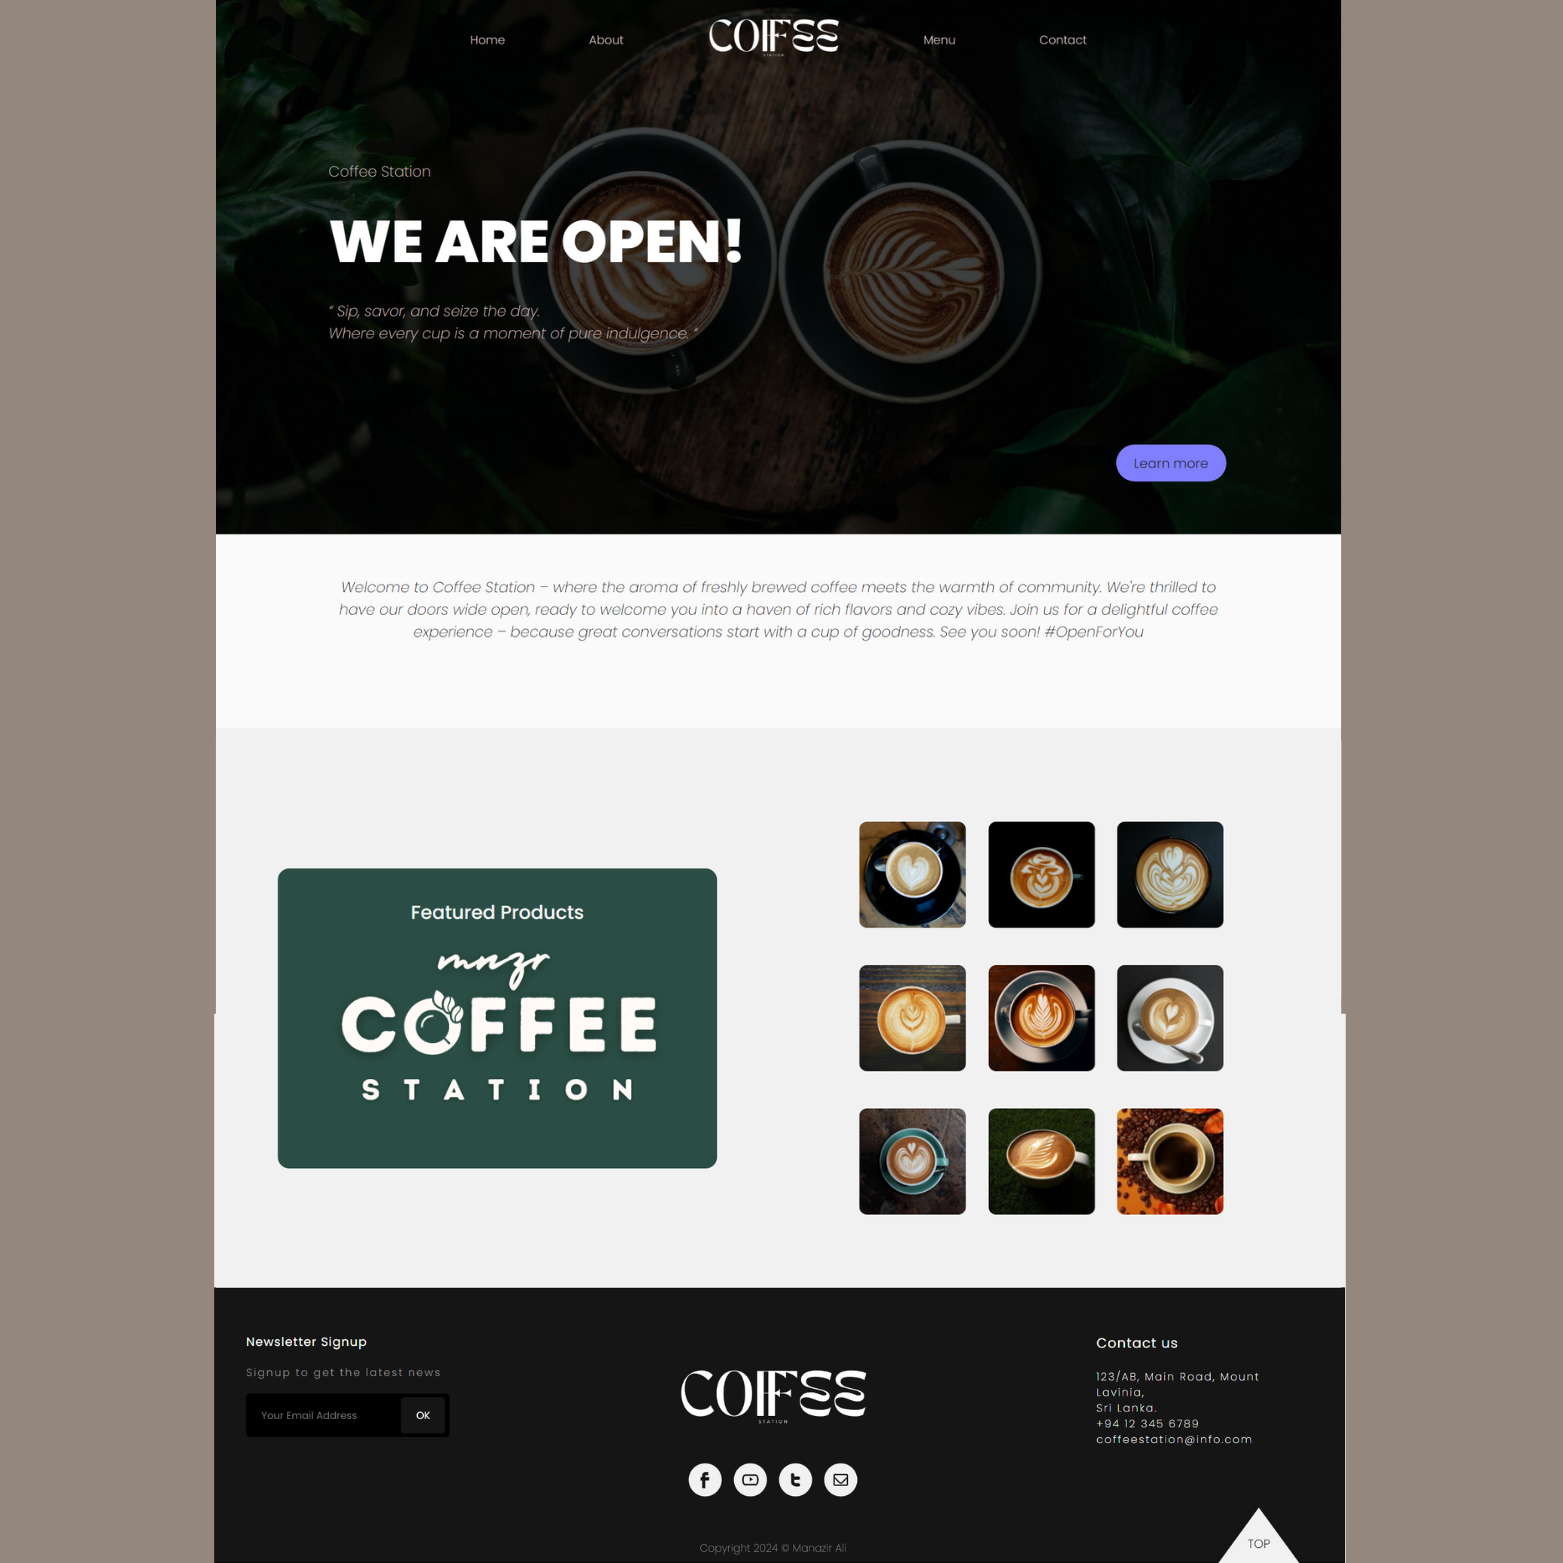 Home
About
COFFEE
STATION
Menu
Contact
Coffee Station
WE ARE OPEN!
“ Sip, savor, and seize the day.
Where every cup is a moment of pure indulgence. “
Learn more
Welcome to Coffee Station – where the aroma of freshly brewed coffee meets the warmth of community. We're thrilled to
have our doors wide open, ready to welcome you into a haven of rich flavors and cozy vibes. Join us for a delightful coffee
experience – because great conversations start with a cup of goodness. See you soon! #OpenForYou
Featured Products
mnzr
COFFEE
STATION
Newsletter Signup
Signup to get the latest news
Your Email Address
OK
COFFEE
STATION
Copyright 2024 © Manazir Ali
Contact us
123/AB, Main Road, Mount
Lavinia,
Sri Lanka.
+94 12 345 6789
coffeestation@info.com
TOP